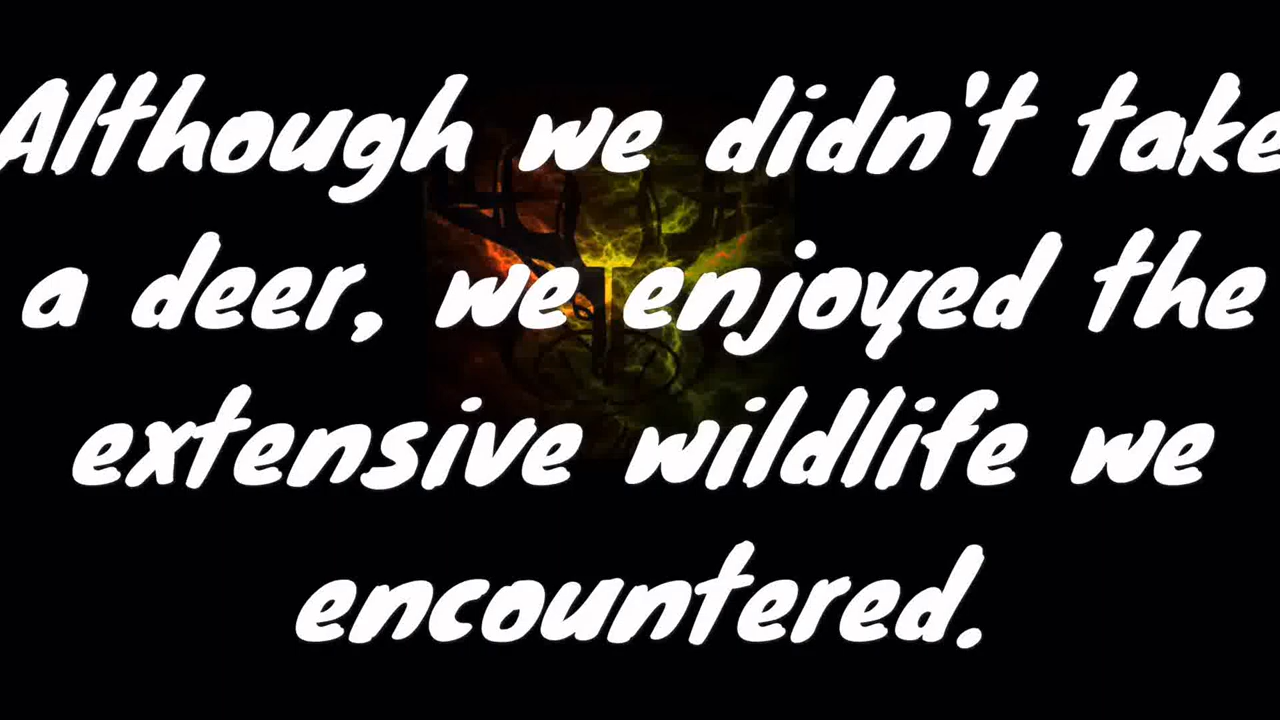 Although we didn't take
a deer, we enjoyed the
extensive wildlife we
encountered.